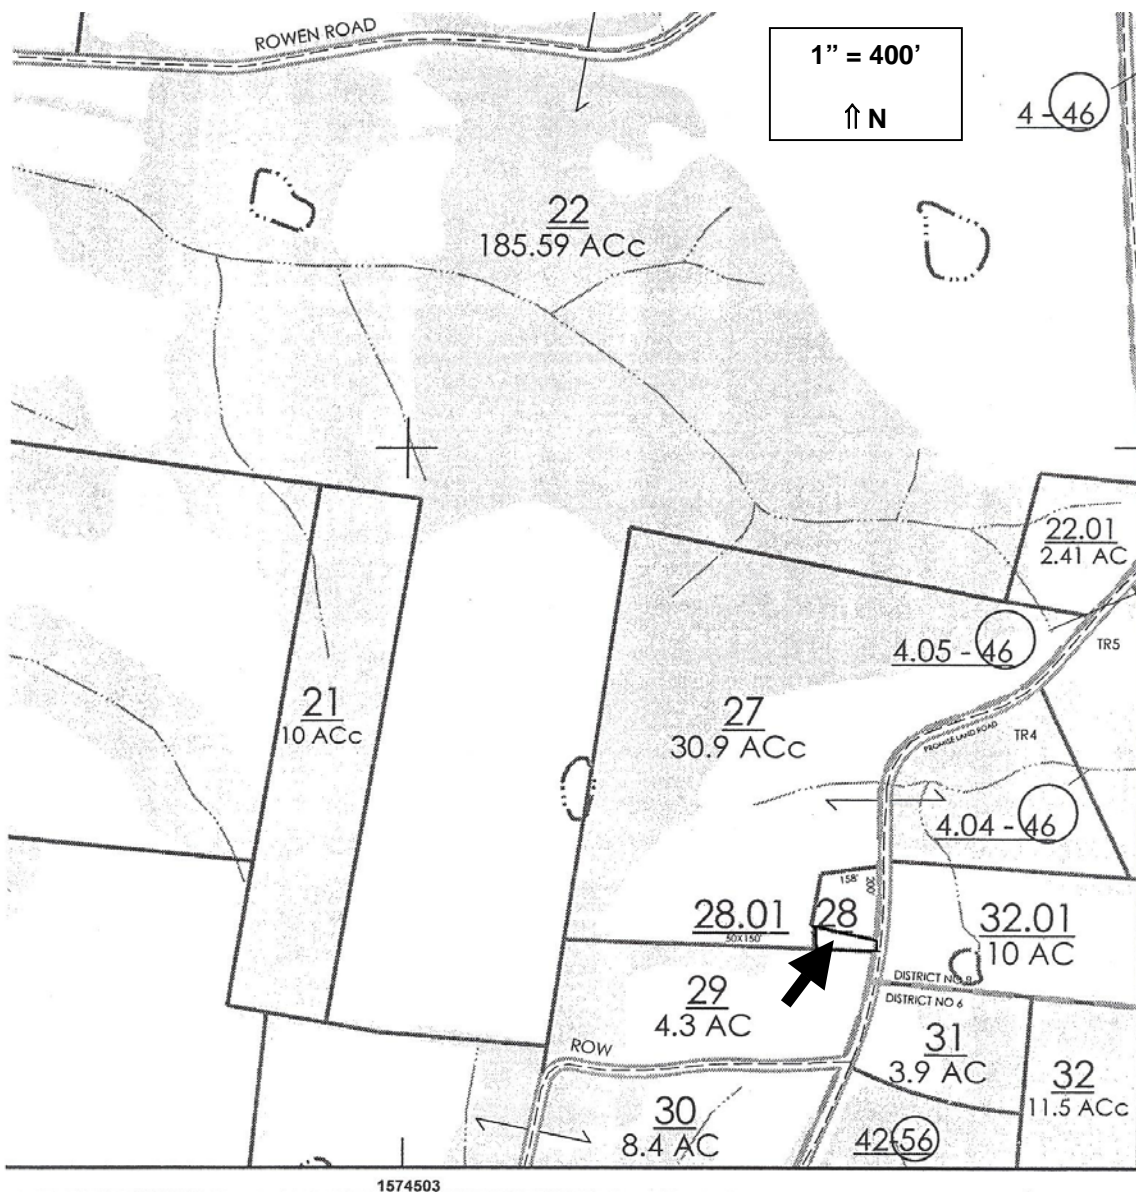 ROWEN ROAD
1” = 400’
⇑ N
4 - 46
22
185.59 ACc
22.01
2.41 AC
4.05 - 46
TR5
21
10 ACc
27
30.9 ACc
PROMISE LAND ROAD
TR4
4.04 - 46
158'
200'
28.01
50X150'
28
32.01
10 AC
DISTRICT NO 8
DISTRICT NO 6
29
4.3 AC
ROW
31
3.9 AC
32
11.5 ACc
30
8.4 AC
42-56
1574503